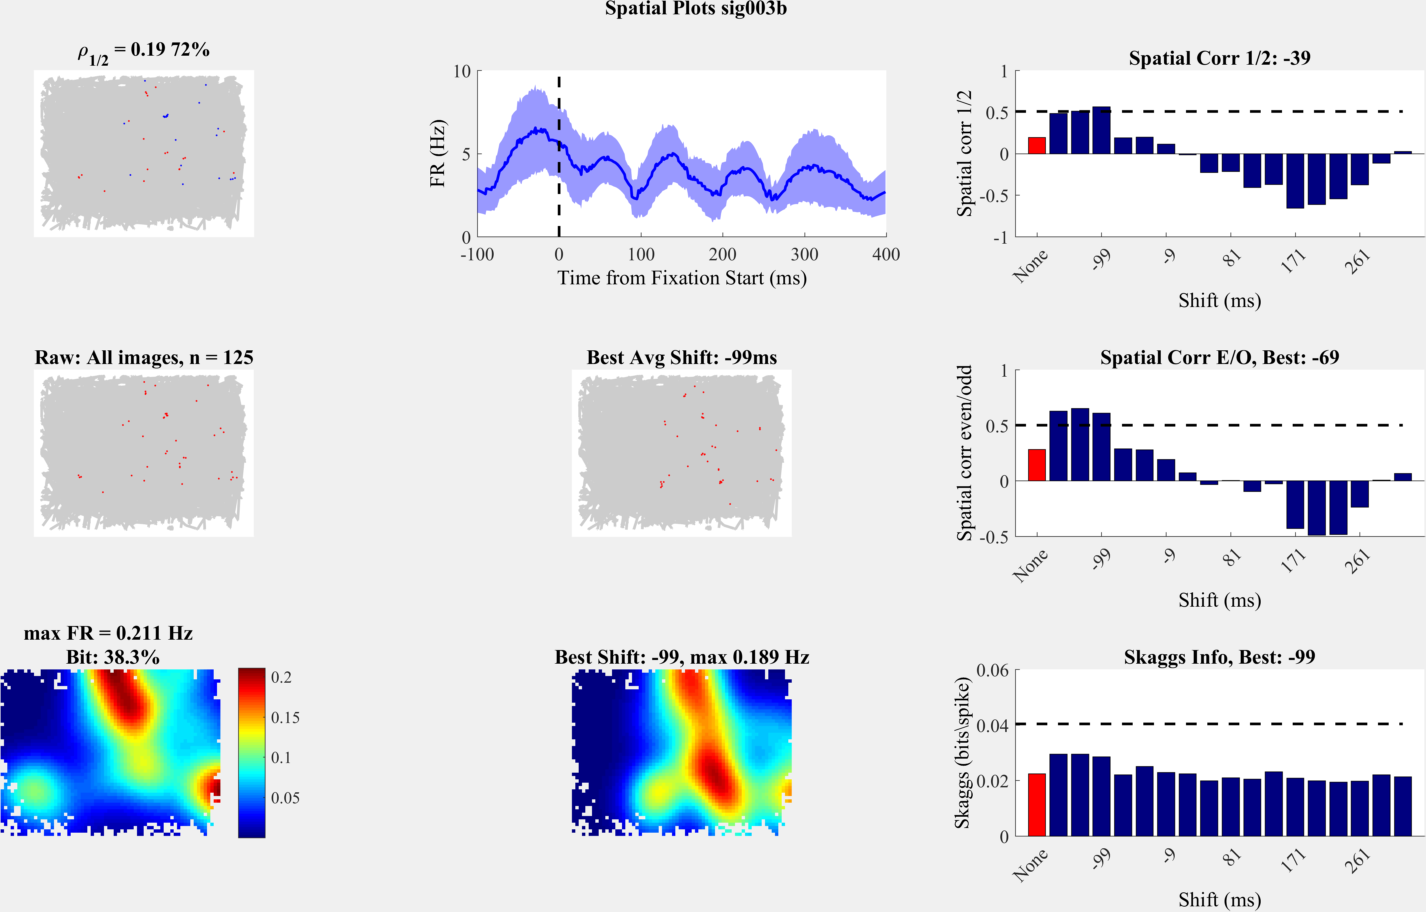 Spatial Plots sig003b
ρ1/2 = 0.19 72%
10
5
0
FR (Hz)
-100
0
100
200
300
400
Time from Fixation Start (ms)
Spatial Corr 1/2: -39
1
0.5
0
-0.5
-1
Spatial corr 1/2
None
-99
-9
81
171
261
Shift (ms)
Raw: All images, n = 125
Best Avg Shift: -99ms
Spatial Corr E/O, Best: -69
1
0.5
0
-0.5
Spatial corr even/odd
None
-99
-9
81
171
261
Shift (ms)
max FR = 0.211 Hz
Bit: 38.3%
0.2
0.15
0.1
0.05
Best Shift: -99, max 0.189 Hz
Skaggs Info, Best: -99
0.06
0.04
0.02
0
Skaggs (bits\spike)
None
-99
-9
81
171
261
Shift (ms)